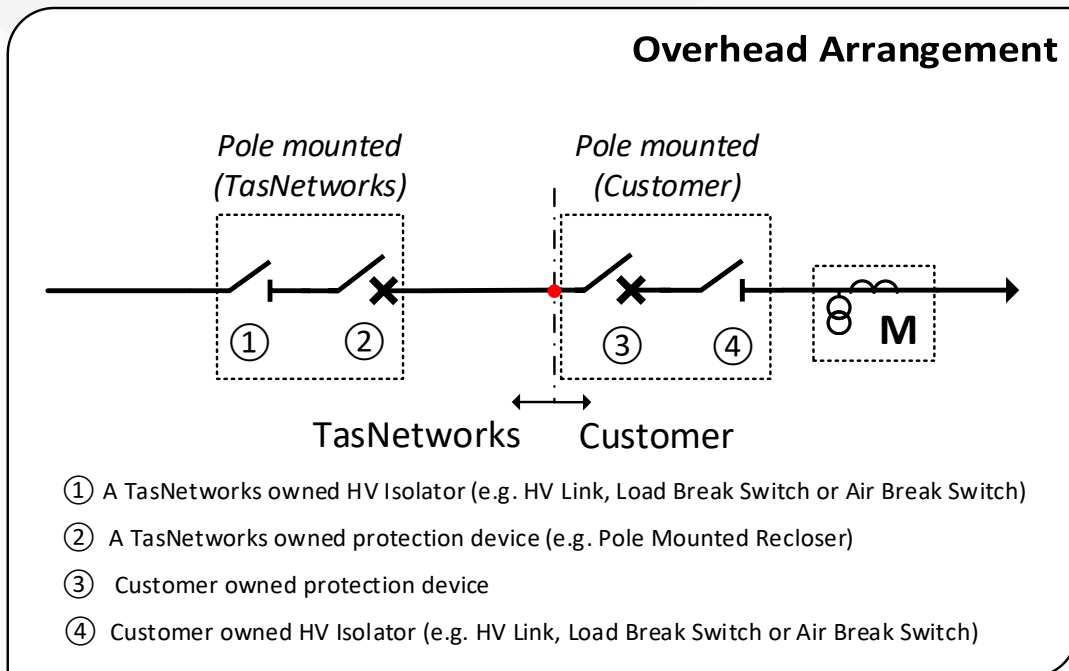 Overhead Arrangement
Pole mounted
(TasNetworks)
Pole mounted
(Customer)
① ② ③ ④ M
TasNetworks Customer
① A TasNetworks owned HV Isolator (e.g. HV Link, Load Break Switch or Air Break Switch)
② A TasNetworks owned protection device (e.g. Pole Mounted Recloser)
③ Customer owned protection device
④ Customer owned HV Isolator (e.g. HV Link, Load Break Switch or Air Break Switch)